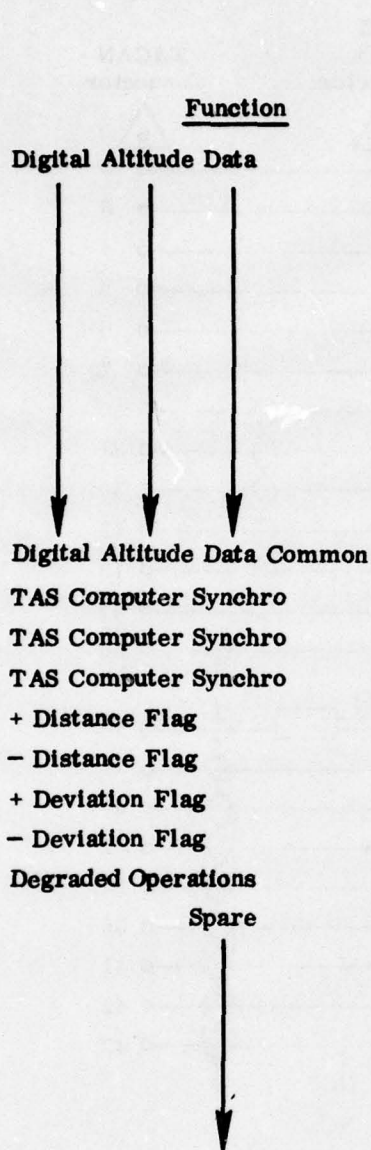 Function
Digital Altitude Data
Digital Altitude Data Common
TAS Computer Synchro
TAS Computer Synchro
TAS Computer Synchro
+ Distance Flag
− Distance Flag
+ Deviation Flag
− Deviation Flag
Degraded Operations
Spare